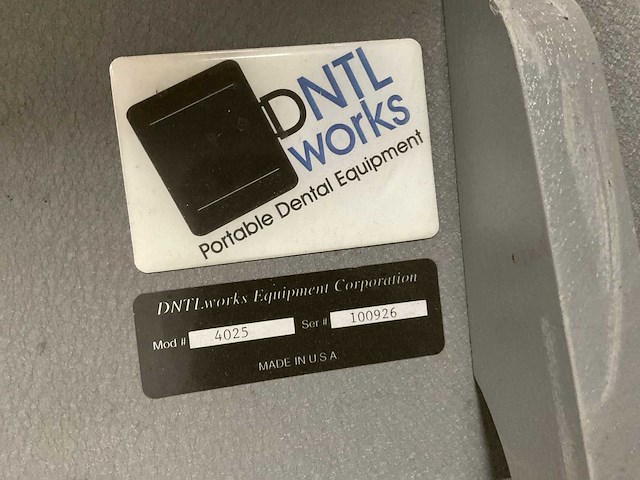 DNTL
works
Portable Dental Equipment
DNTLworks Equipment Corporation
Mod # 4025 Ser # 100926
MADE IN U.S.A.